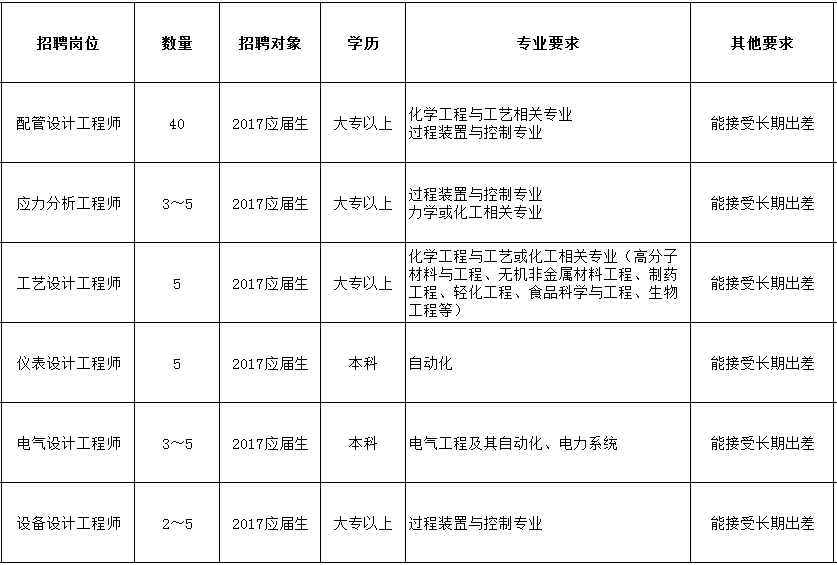 招聘岗位 数量 招聘对象 学历 专业要求 其他要求
配管设计工程师 40 2017应届生 大专以上 化学工程与工艺相关专业
过程装置与控制专业 能接受长期出差
应力分析工程师 3～5 2017应届生 大专以上 过程装置与控制专业
力学或化工相关专业 能接受长期出差
工艺设计工程师 5 2017应届生 大专以上 化学工程与工艺或化工相关专业（高分子
材料与工程、无机非金属材料工程、制药
工程、轻化工程、食品科学与工程、生物
工程等） 能接受长期出差
仪表设计工程师 5 2017应届生 本科 自动化 能接受长期出差
电气设计工程师 3～5 2017应届生 本科 电气工程及其自动化、电力系统 能接受长期出差
设备设计工程师 2～5 2017应届生 大专以上 过程装置与控制专业 能接受长期出差